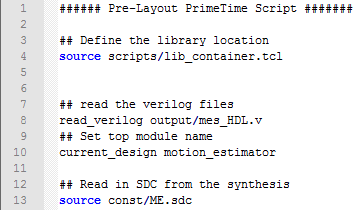 1 ###### Pre-Layout PrimeTime Script #######
2
3 ## Define the library location
4 source scripts/lib_container.tcl
5
6
7 ## read the verilog files
8 read_verilog output/mes_HDL.v
9 ## Set top module name
10 current_design motion_estimator
11
12 ## Read in SDC from the synthesis
13 source const/ME.sdc